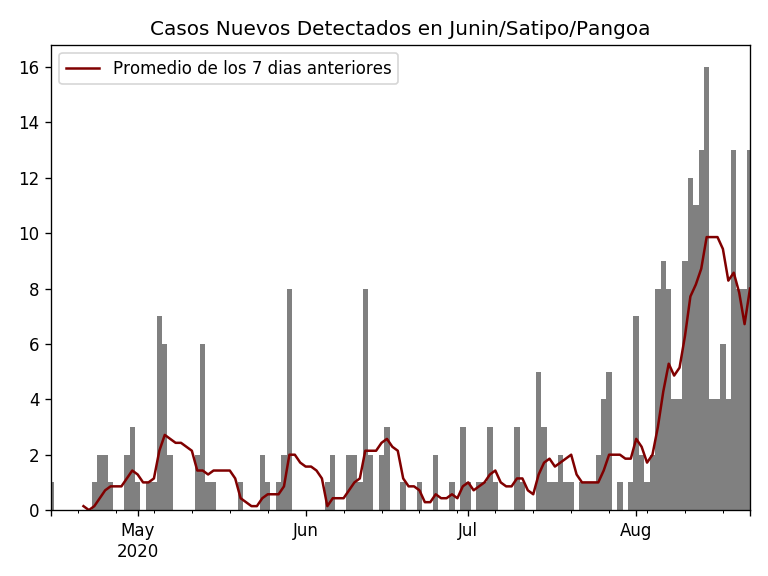 Casos Nuevos Detectados en Junin/Satipo/Pangoa
Promedio de los 7 dias anteriores
16
14
12
10
8
6
4
2
0
May
2020
Jun
Jul
Aug